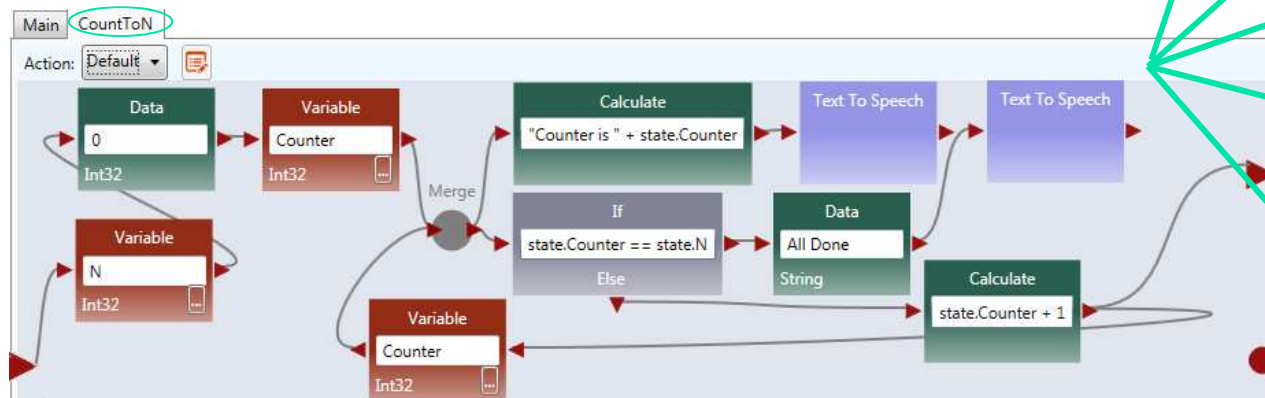 Main CountToN
Action: Default
Data
0
Int32
Variable
Counter
Int32
...
Merge
Calculate
"Counter is " + state.Counter
Text To Speech
Text To Speech
Variable
N
Int32
...
If
state.Counter == state.N
Else
Data
All Done
String
Calculate
state.Counter + 1
Variable
Counter
Int32
...